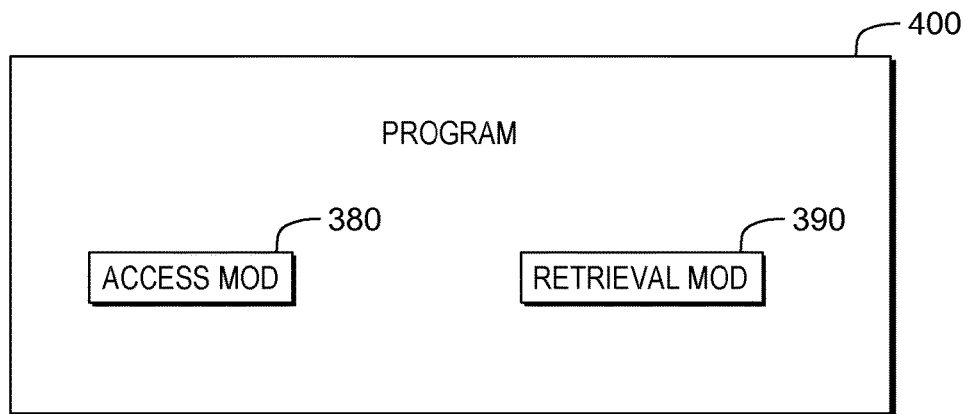 400
PROGRAM
380
390
ACCESS MOD
RETRIEVAL MOD